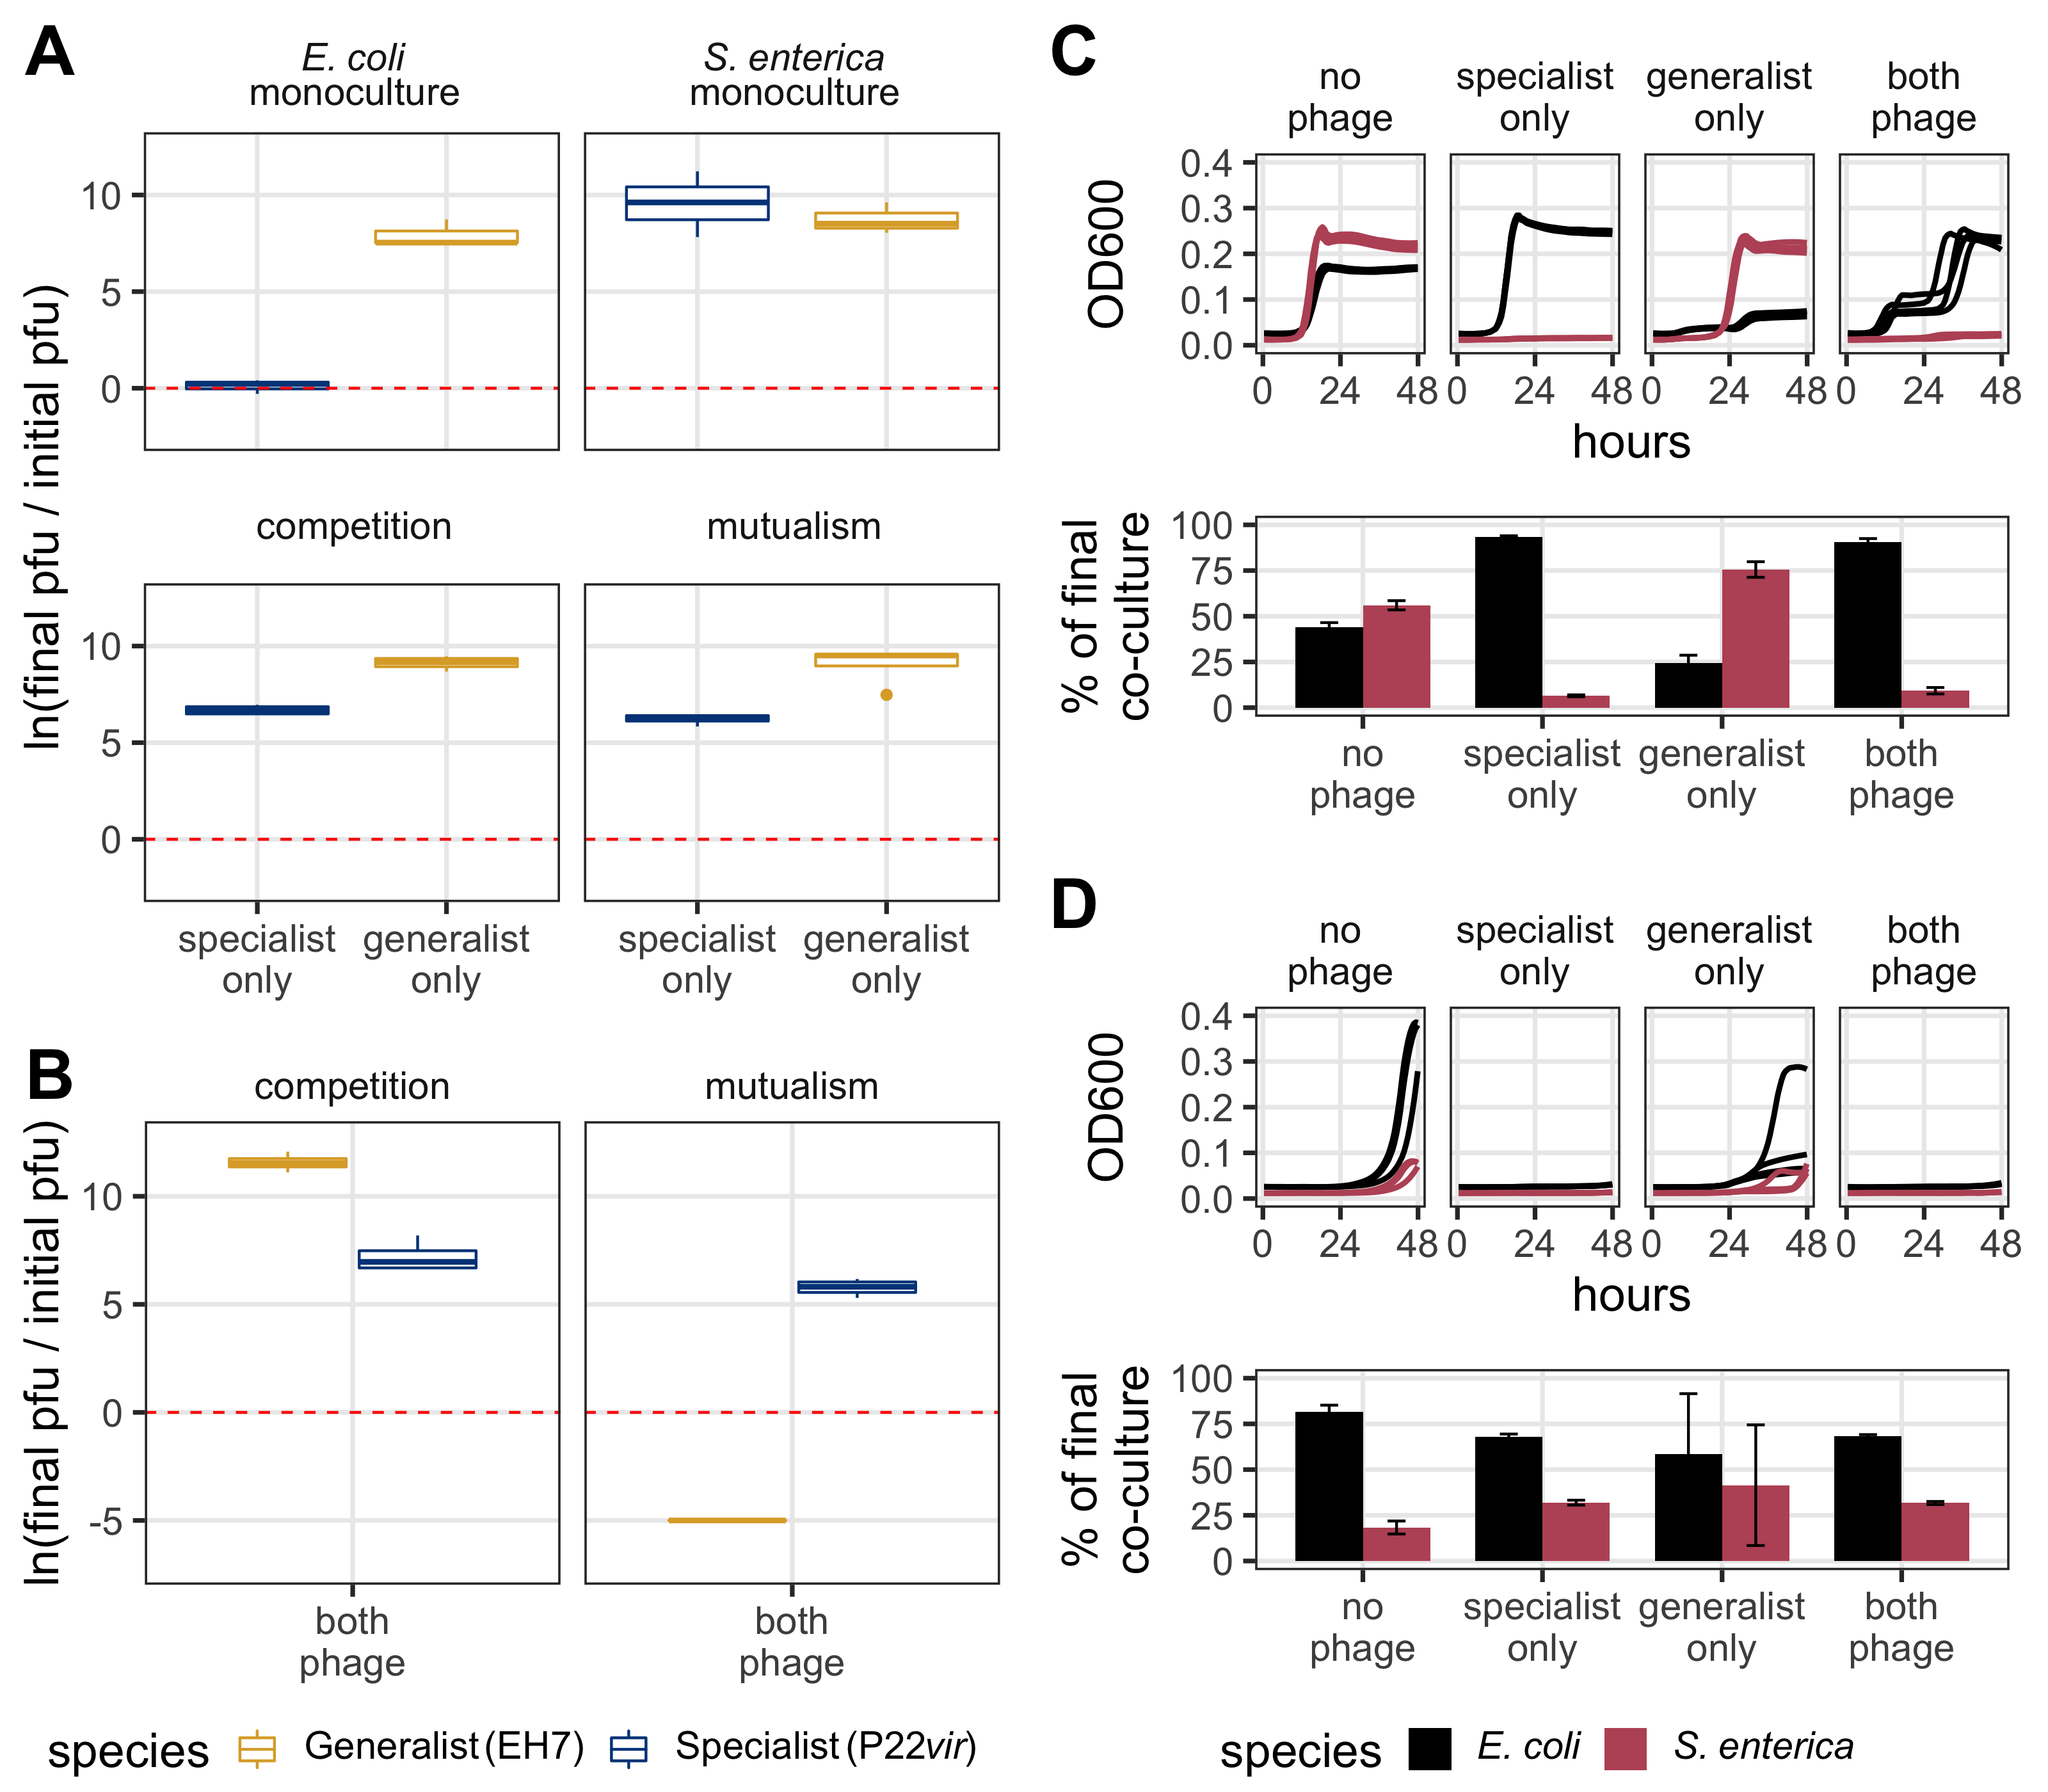 A
E. coli
monoculture
S. enterica
monoculture
10
5
0
competition
mutualism
10
5
0
ln(final pfu / initial pfu)
specialist
only
generalist
only
specialist
only
generalist
only
B
competition
mutualism
10
5
0
-5
ln(final pfu / initial pfu)
both
phage
both
phage
species
Generalist (EH7)
Specialist (P22vir)
C
no
phage
specialist
only
generalist
only
both
phage
OD600
0.4
0.3
0.2
0.1
0.0
0 24 48 0 24 48 0 24 48 0 24 48
hours
% of final
co-culture
100
75
50
25
0
no
phage
specialist
only
generalist
only
both
phage
D
no
phage
specialist
only
generalist
only
both
phage
OD600
0.4
0.3
0.2
0.1
0.0
0 24 48 0 24 48 0 24 48 0 24 48
hours
% of final
co-culture
100
75
50
25
0
no
phage
specialist
only
generalist
only
both
phage
species
E. coli
S. enterica